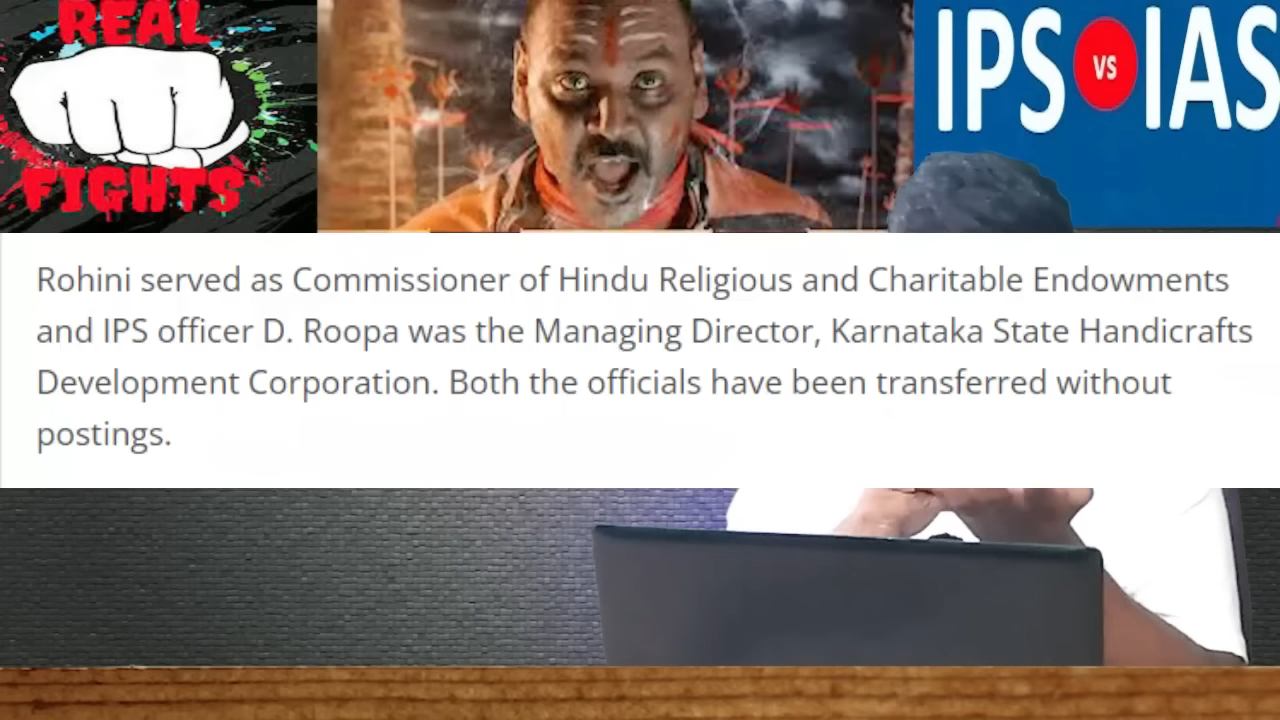 REAL
FIGHTS
IPS VS IAS
Rohini served as Commissioner of Hindu Religious and Charitable Endowments
and IPS officer D. Roopa was the Managing Director, Karnataka State Handicrafts
Development Corporation. Both the officials have been transferred without
postings.